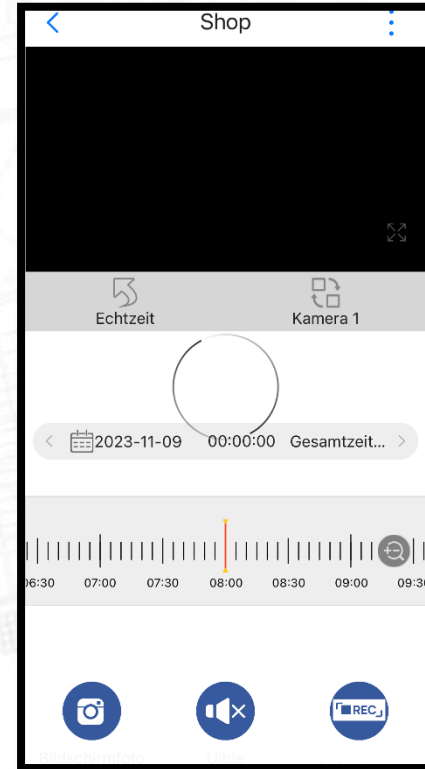 Shop
Echtzeit Kamera 1
2023-11-09 00:00:00 Gesamtzeit...
06:30 07:00 07:30 08:00 08:30 09:00 09:30
REC
Bildschirmfoto